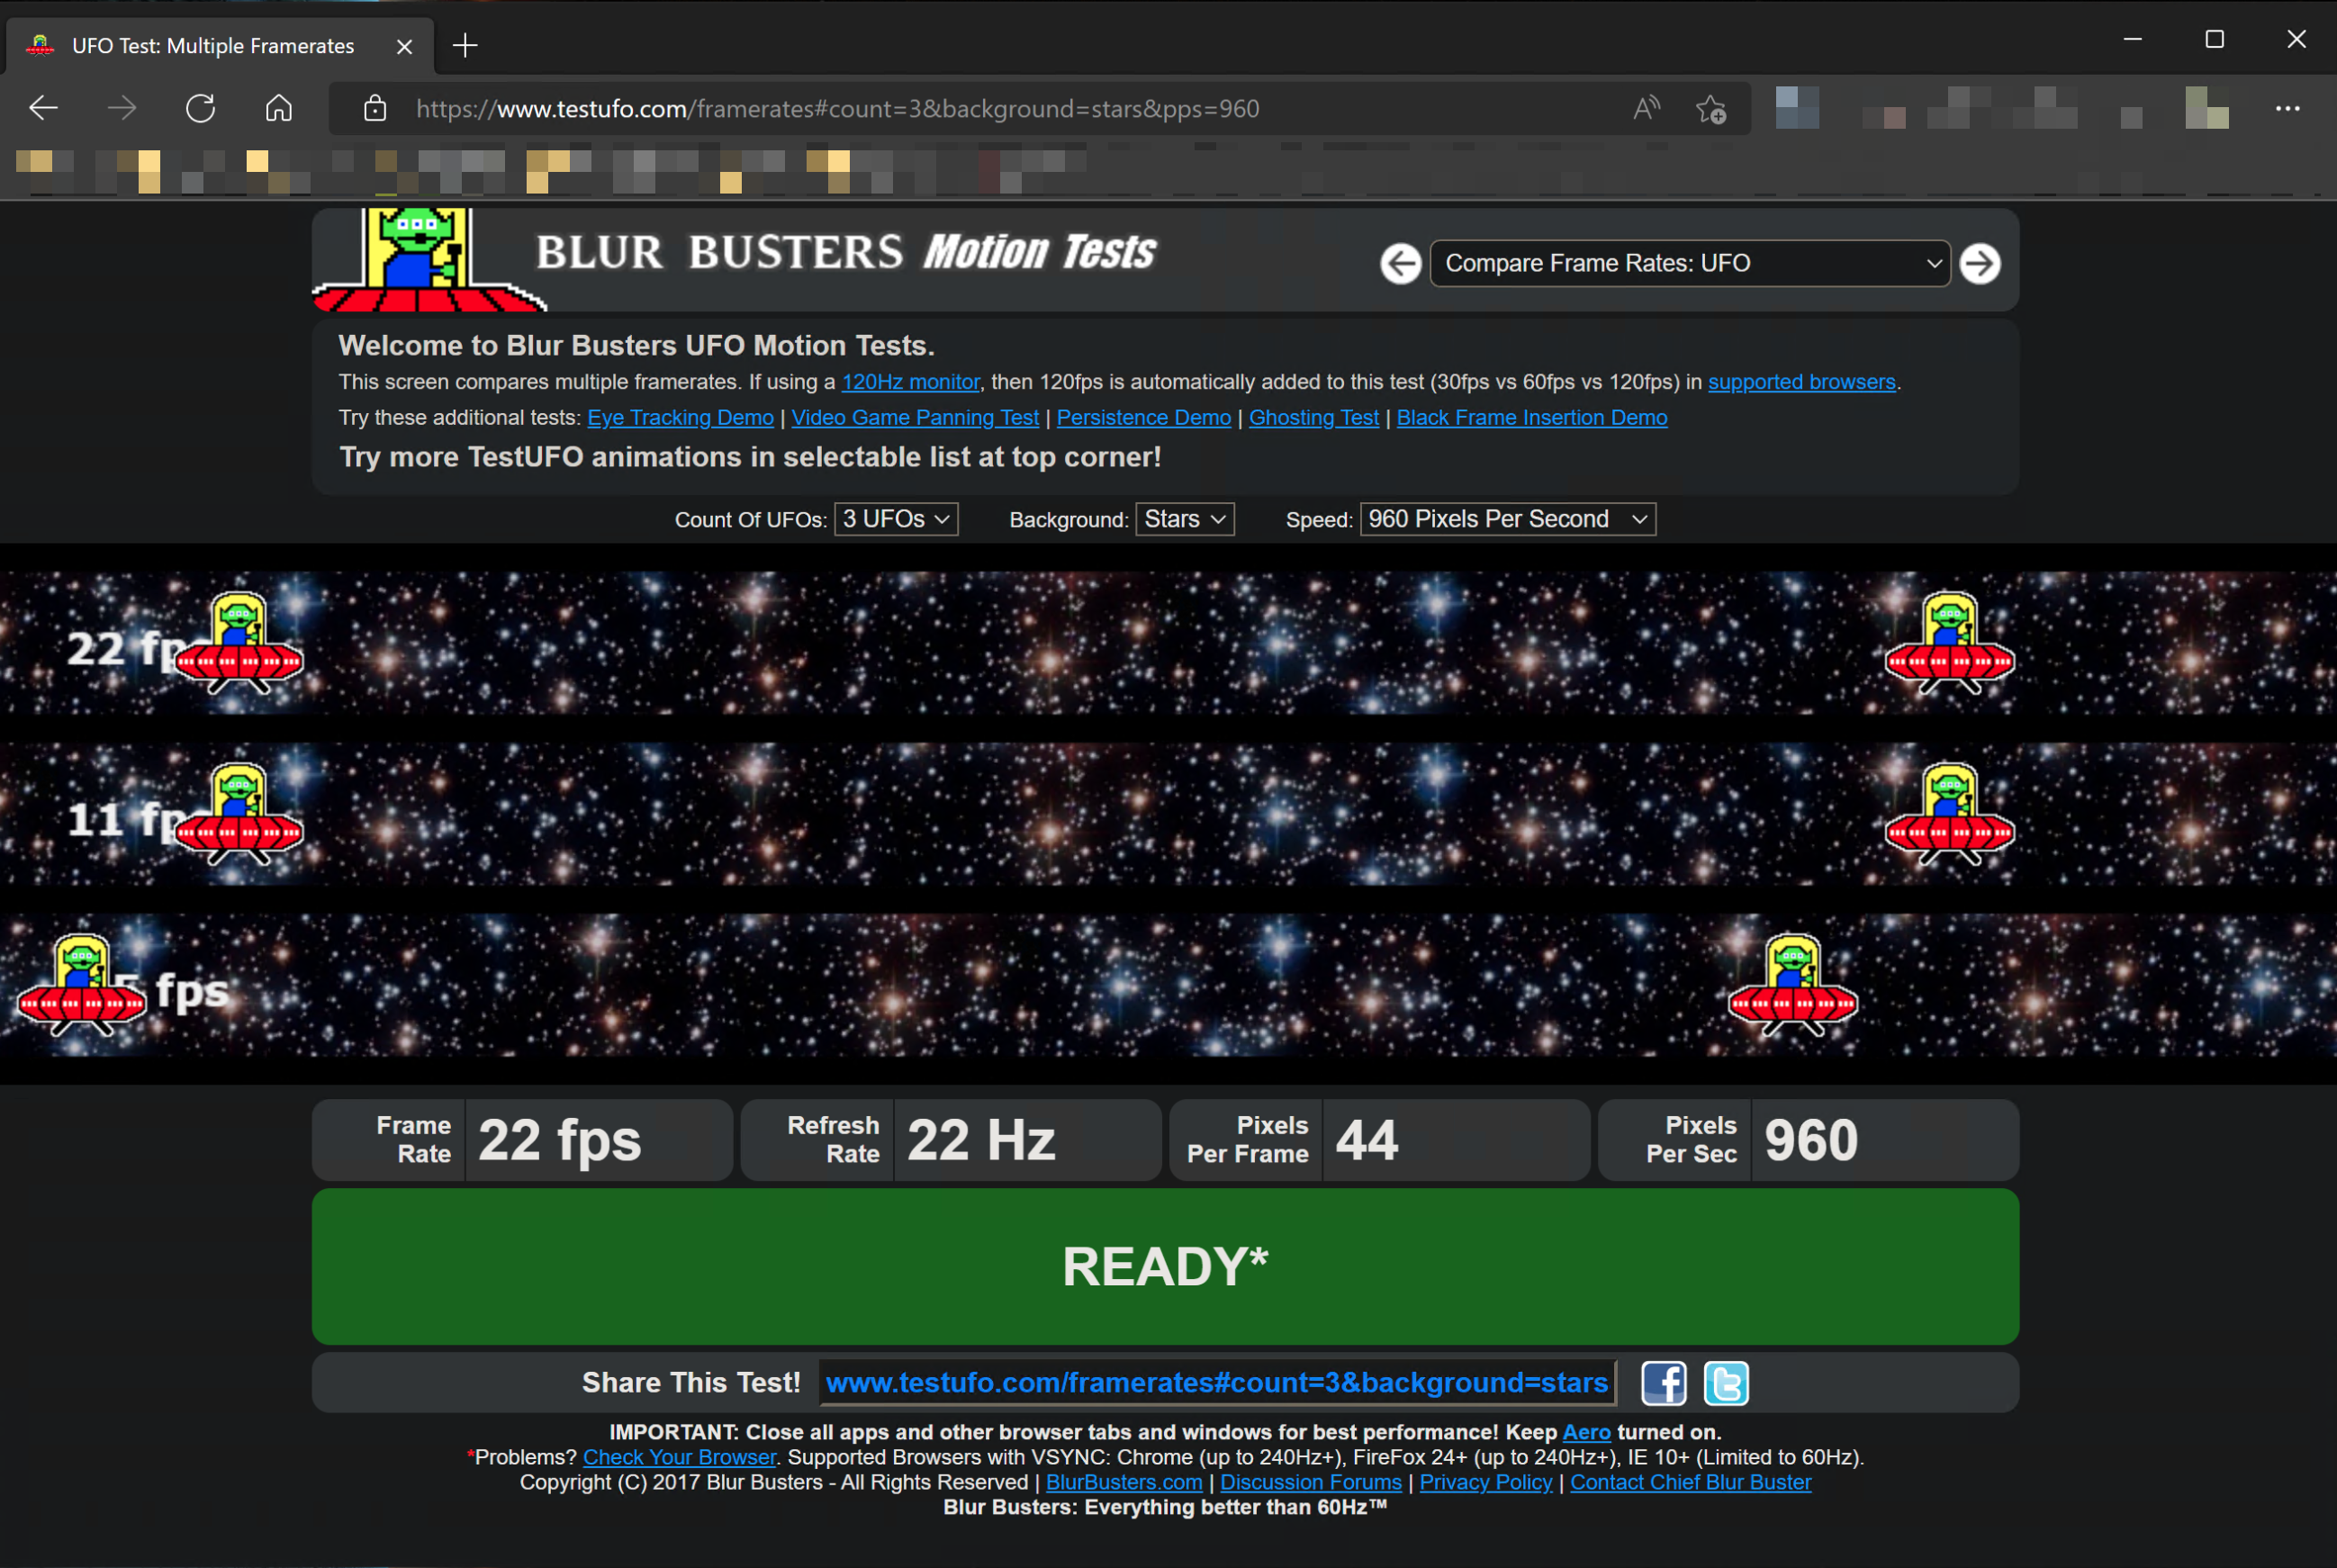 UFO Test: Multiple Framerates
https://www.testufo.com/framerates#count=3&background=stars&pps=960
BLUR BUSTERS Motion Tests
Compare Frame Rates: UFO
Welcome to Blur Busters UFO Motion Tests.
This screen compares multiple framerates. If using a 120Hz monitor, then 120fps is automatically added to this test (30fps vs 60fps vs 120fps) in supported browsers.
Try these additional tests: Eye Tracking Demo | Video Game Panning Test | Persistence Demo | Ghosting Test | Black Frame Insertion Demo
Try more TestUFO animations in selectable list at top corner!
Count Of UFOs: 3 UFOs Background: Stars Speed: 960 Pixels Per Second
22 fp
11 fp
5 fps
Frame Rate 22 fps Refresh Rate 22 Hz Pixels Per Frame 44 Pixels Per Sec 960
READY*
Share This Test! www.testufo.com/framerates#count=3&background=stars
IMPORTANT: Close all apps and other browser tabs and windows for best performance! Keep Aero turned on.
*Problems? Check Your Browser. Supported Browsers with VSYNC: Chrome (up to 240Hz+), FireFox 24+ (up to 240Hz+), IE 10+ (Limited to 60Hz).
Copyright (C) 2017 Blur Busters - All Rights Reserved | BlurBusters.com | Discussion Forums | Privacy Policy | Contact Chief Blur Buster
Blur Busters: Everything better than 60Hz™